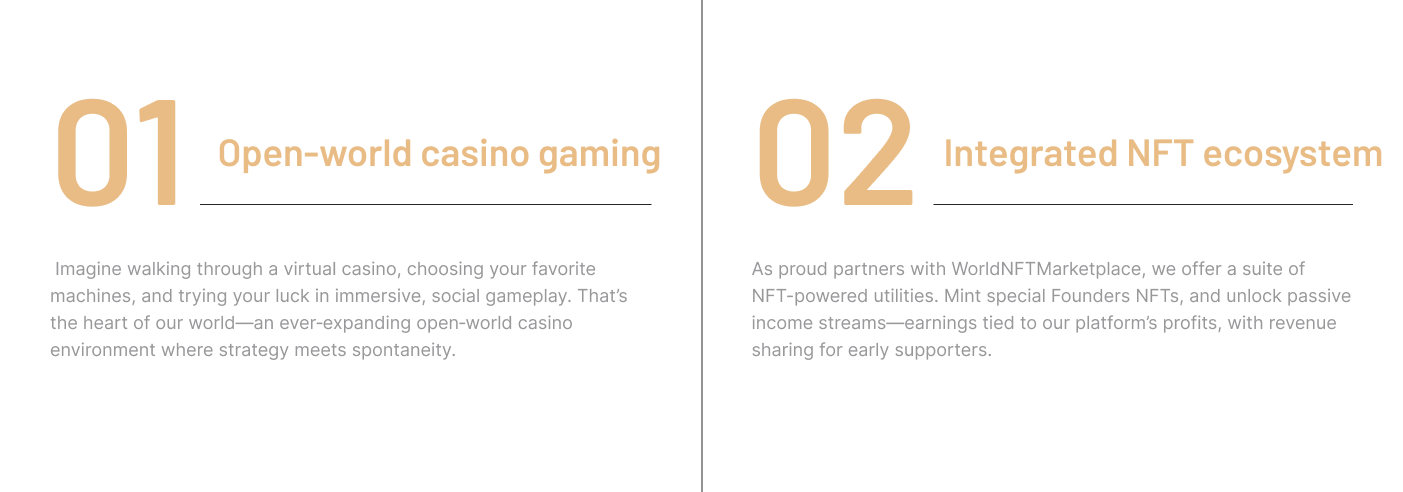 01 Open-world casino gaming
Imagine walking through a virtual casino, choosing your favorite
machines, and trying your luck in immersive, social gameplay. That’s
the heart of our world—an ever-expanding open-world casino
environment where strategy meets spontaneity.
02 Integrated NFT ecosystem
As proud partners with WorldNFTMarketplace, we offer a suite of
NFT-powered utilities. Mint special Founders NFTs, and unlock passive
income streams—earnings tied to our platform’s profits, with revenue
sharing for early supporters.